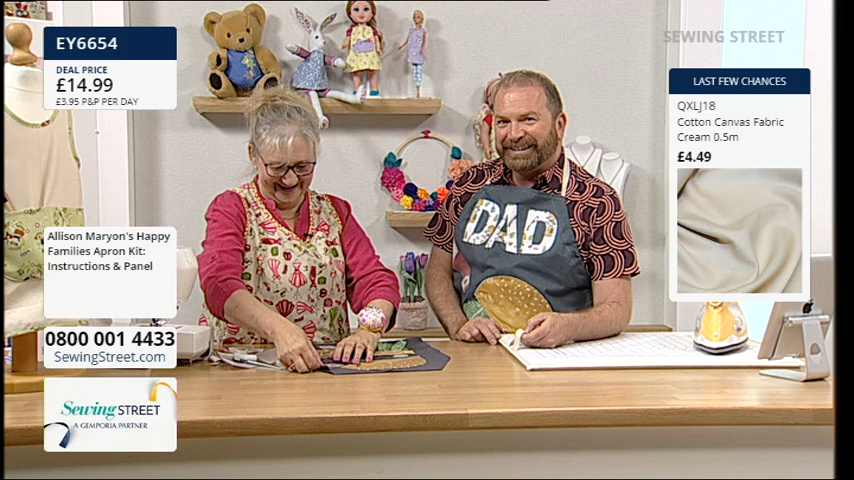 EY6654
DEAL PRICE
£14.99
£3.95 P&P PER DAY
Allison Maryon's Happy
Families Apron Kit:
Instructions & Panel
0800 001 4433
SewingStreet.com
Sewing STREET
A GEMPORIA PARTNER
DAD
SEWING STREET
LAST FEW CHANCES
QXLJ18
Cotton Canvas Fabric
Cream 0.5m
£4.49